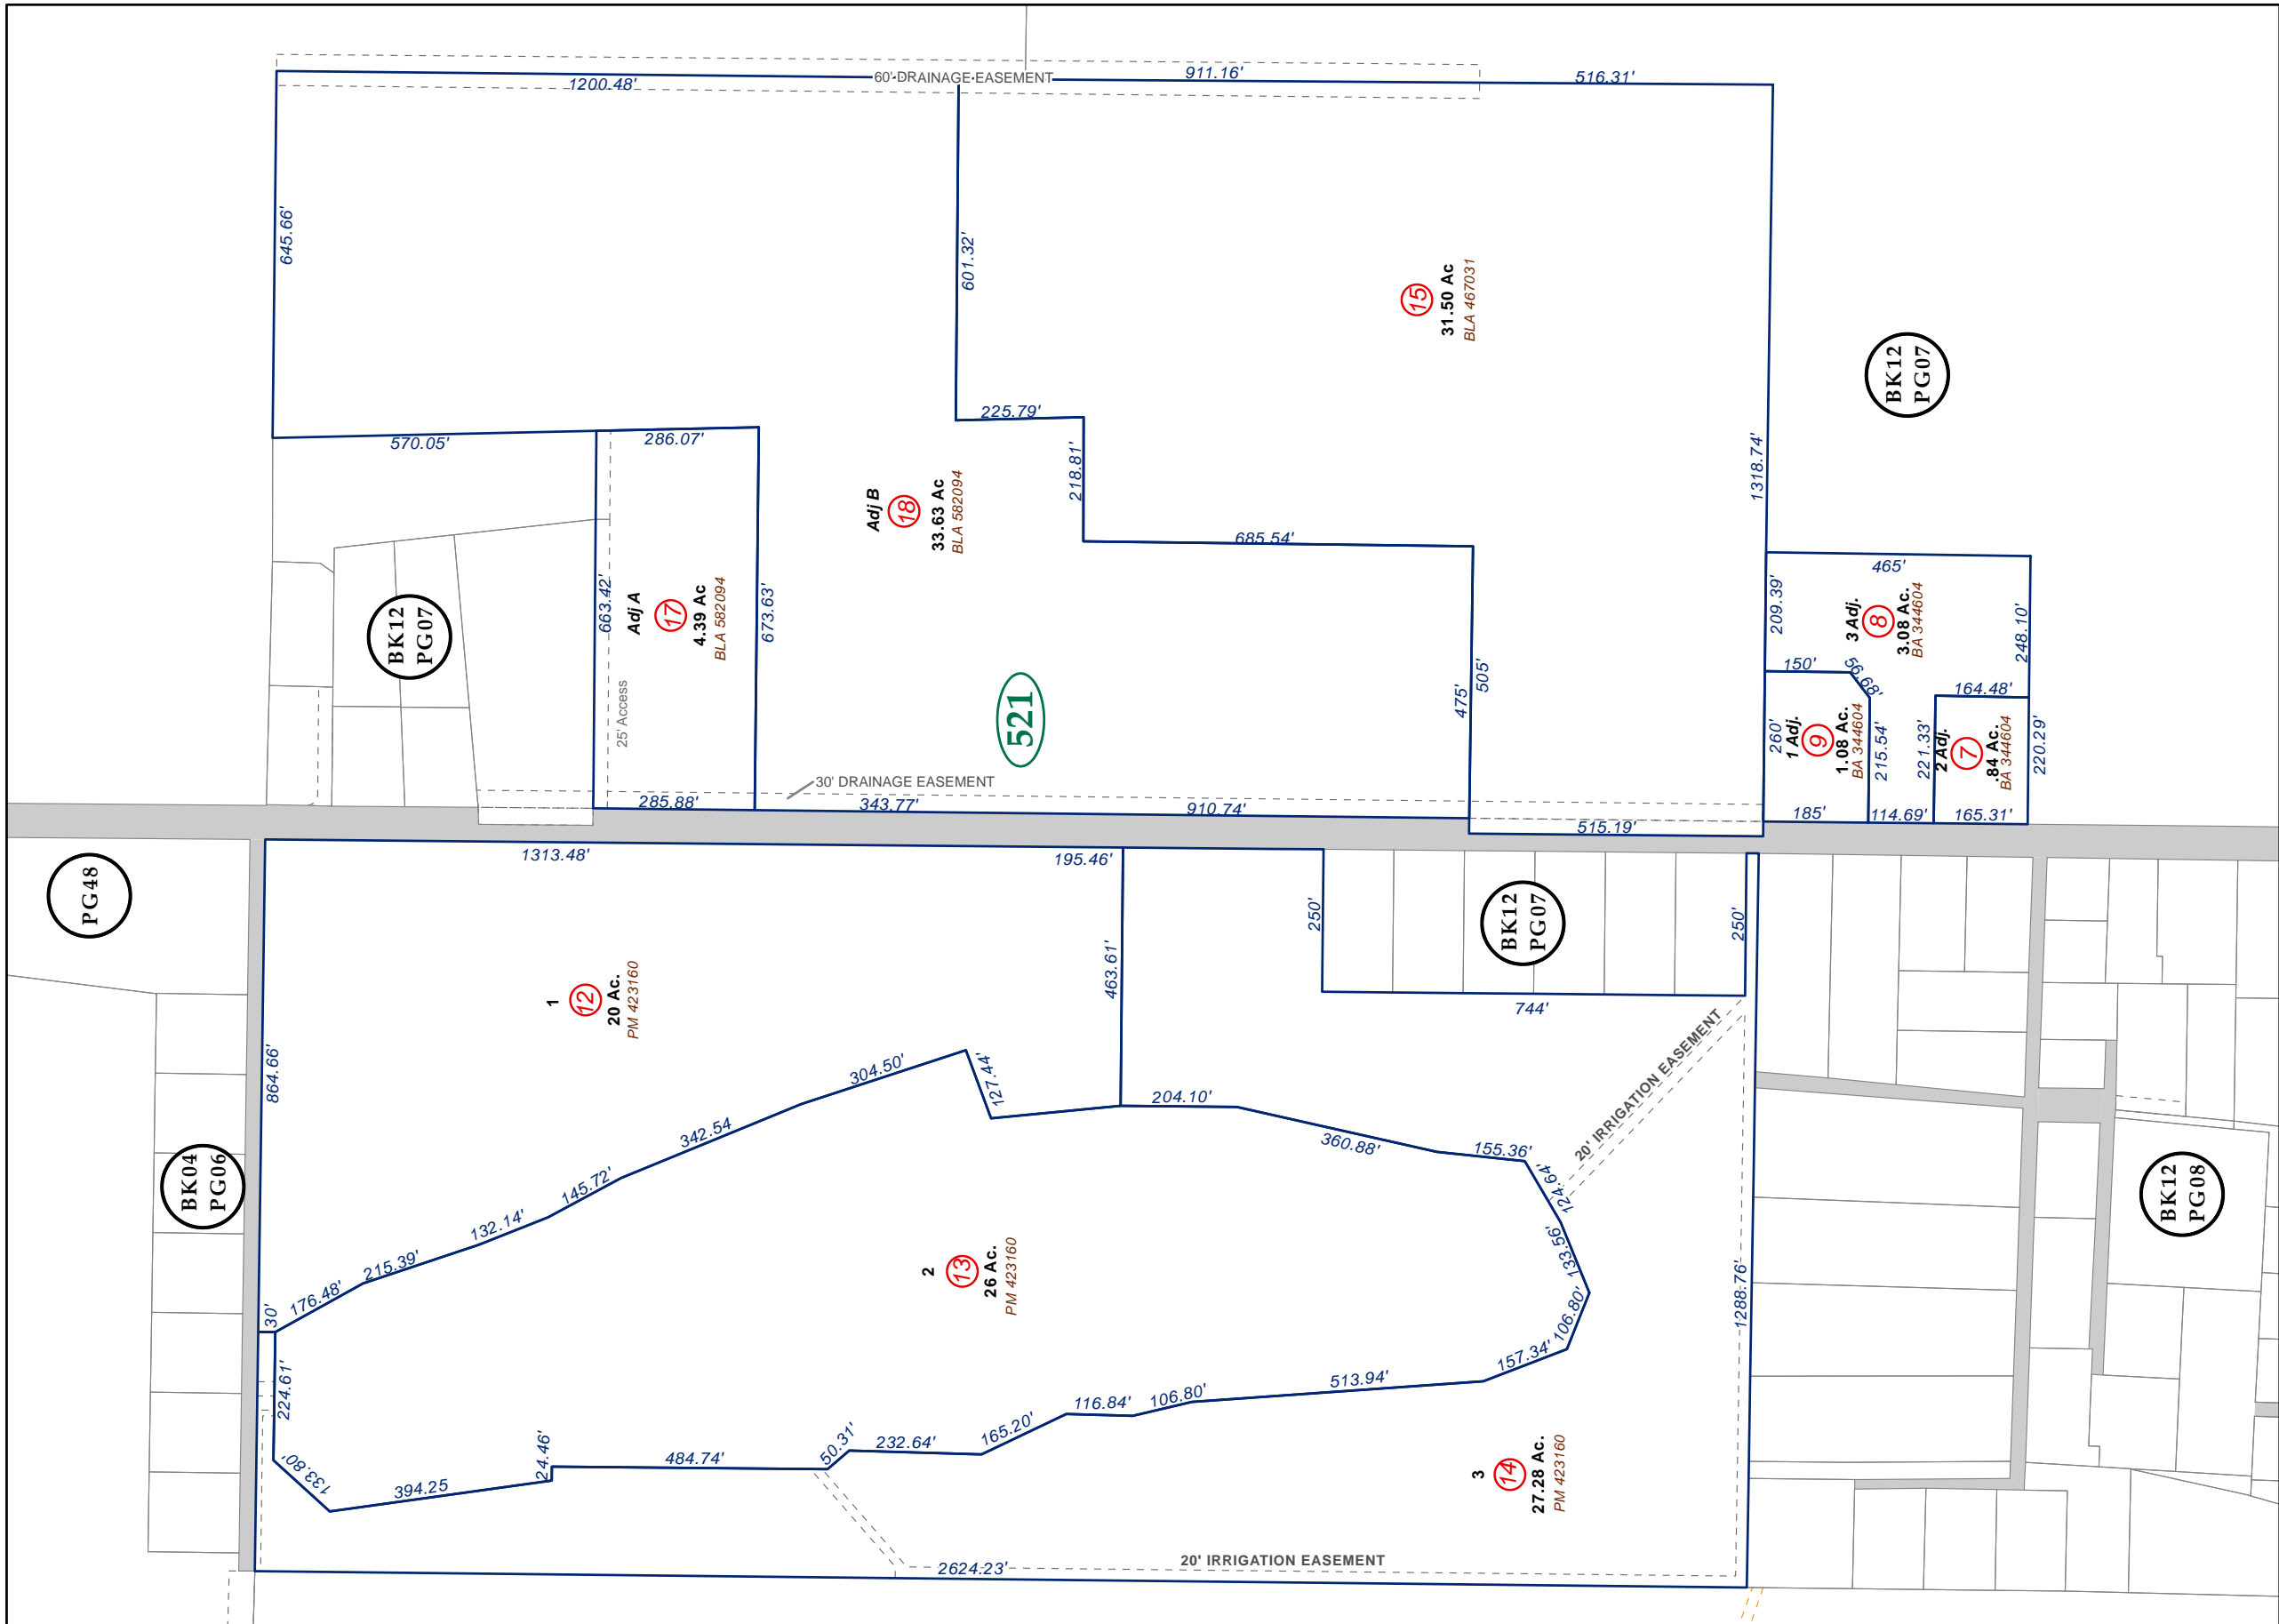 60' DRAINAGE EASEMENT
1200.48'
911.16'
516.31'
645.66'
601.32'
15
31.50 Ac
BLA 467031
BK12
PG07
570.05'
286.07'
225.79'
218.81'
1318.74'
Adj B
18
33.63 Ac
BLA 582094
685.54'
663.42'
Adj A
17
4.39 Ac
BLA 582094
673.63'
25' Access
BK12
PG07
465'
209.39'
3 Adj.
8
3.08 Ac.
BA 344604
248.10'
150'
56.68'
164.48'
475'
505'
521
260'
1 Adj.
9
1.08 Ac.
BA 344604
215.54'
221.33'
2 Adj.
7
.84 Ac.
BA 344604
220.29'
30' DRAINAGE EASEMENT
285.88'
343.77'
910.74'
515.19'
185'
114.69'
165.31'
1313.48'
195.46'
PG48
250'
BK12
PG07
250'
463.61'
744'
1
12
20 Ac.
PM 423160
864.66'
304.50'
127.44'
342.54
204.10'
360.88'
155.36'
20' IRRIGATION EASEMENT
124.64'
133.56'
106.80'
157.34'
BK04
PG06
BK12
PG08
145.72'
132.14'
215.39'
176.48'
30'
2
13
26 Ac.
PM 423160
1288.76'
224.61'
513.94'
106.80'
116.84'
165.20'
232.64'
50.31'
484.74'
24.46'
394.25
133.80'
3
14
27.28 Ac.
PM 423160
20' IRRIGATION EASEMENT
2624.23'